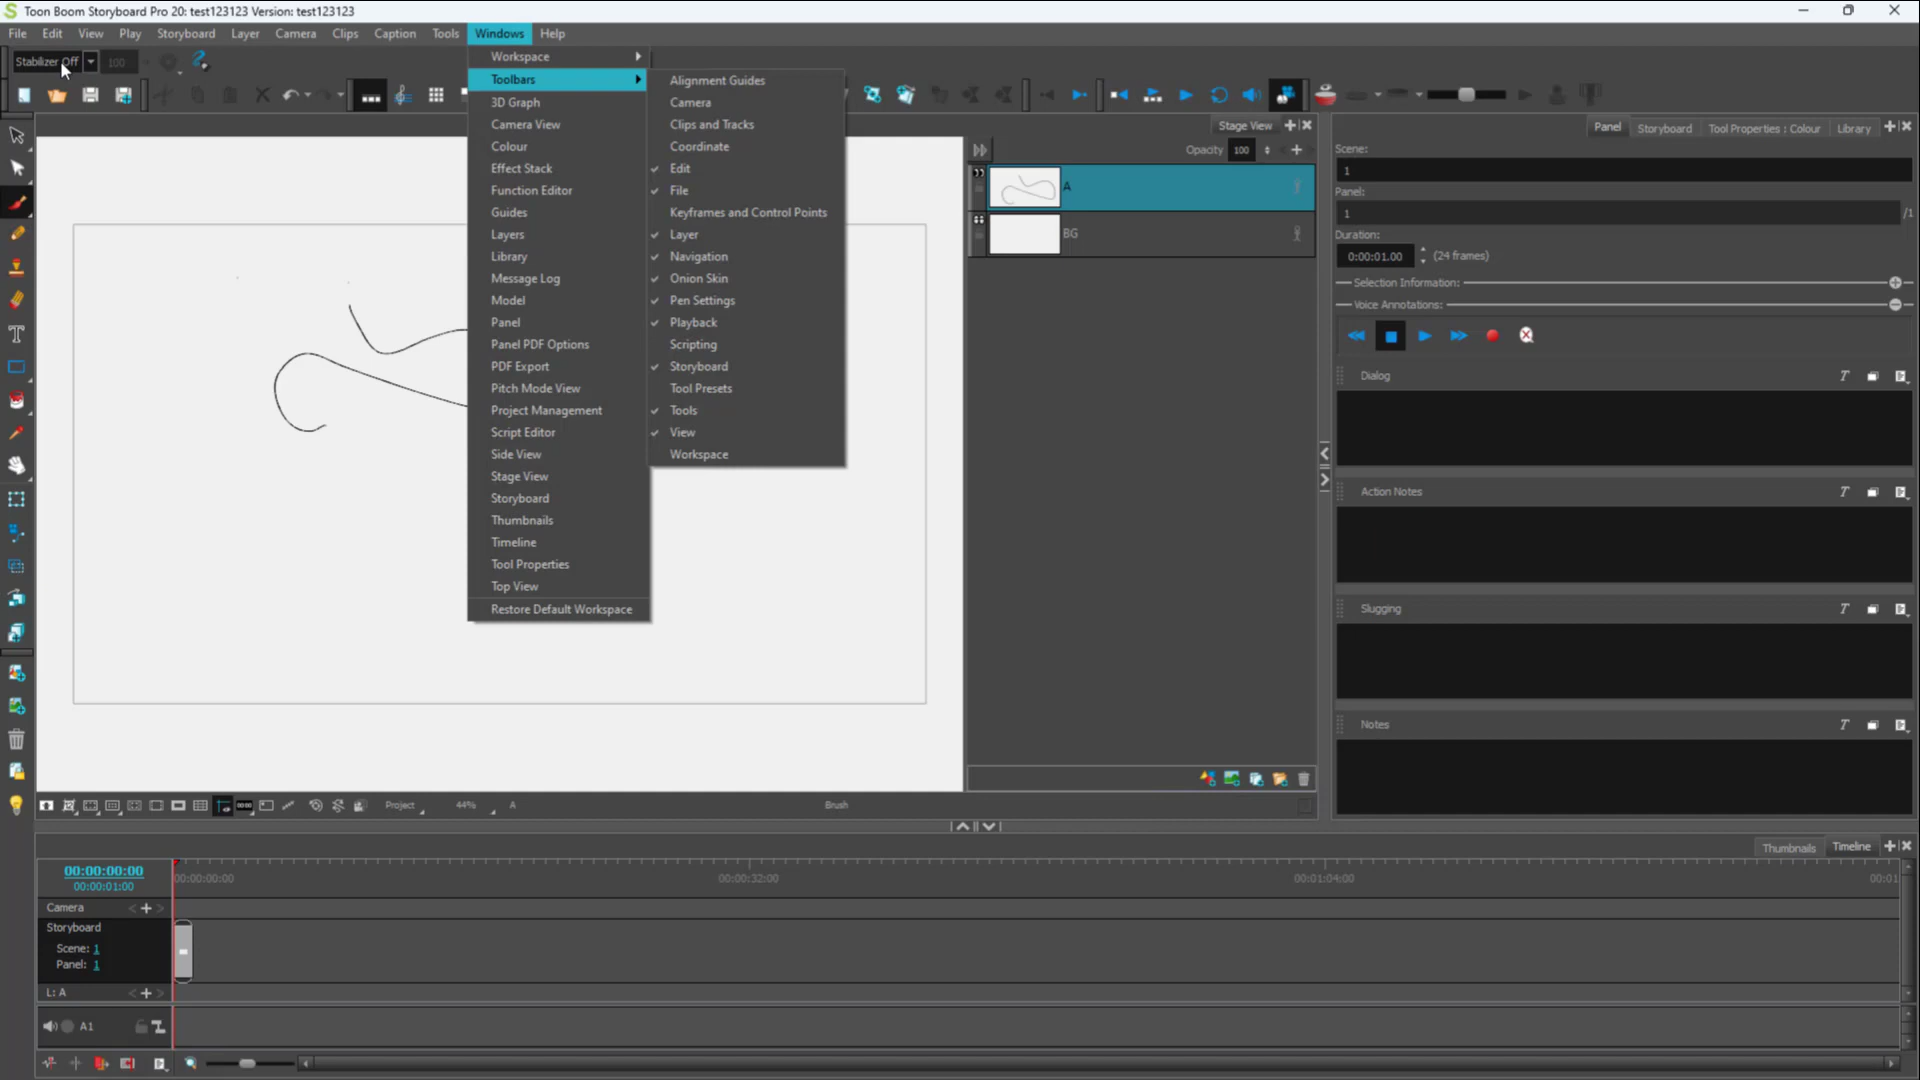 Toon Boom Storyboard Pro 20: test123123 Version: test123123
File Edit View Play Storyboard Layer Camera Clips Caption Tools Windows Help
Stabilizer Off 100
Workspace
Toolbars
3D Graph
Camera View
Colour
Effect Stack
Function Editor
Guides
Layers
Library
Message Log
Model
Panel
Panel PDF Options
PDF Export
Pitch Mode View
Project Management
Script Editor
Side View
Stage View
Storyboard
Thumbnails
Timeline
Tool Properties
Top View
Restore Default Workspace
Alignment Guides
Camera
Clips and Tracks
Coordinate
Edit
File
Keyframes and Control Points
Layer
Navigation
Onion Skin
Pen Settings
Playback
Scripting
Storyboard
Tool Presets
Tools
View
Workspace
Stage View
Opacity 100
A
BG
Panel Storyboard Tool Properties : Colour Library
Scene:
1
Panel:
1 /1
Duration:
0:00:01.00 (24 frames)
Selection Information:
Voice Annotations:
Dialog
Action Notes
Slugging
Notes
Project 44% A Brush
Thumbnails Timeline
00:00:00:00
00:00:01:00
00:00:00:00 00:00:32:00 00:01:04:00 00:01
Camera
Storyboard
Scene: 1
Panel: 1
L: A
A1